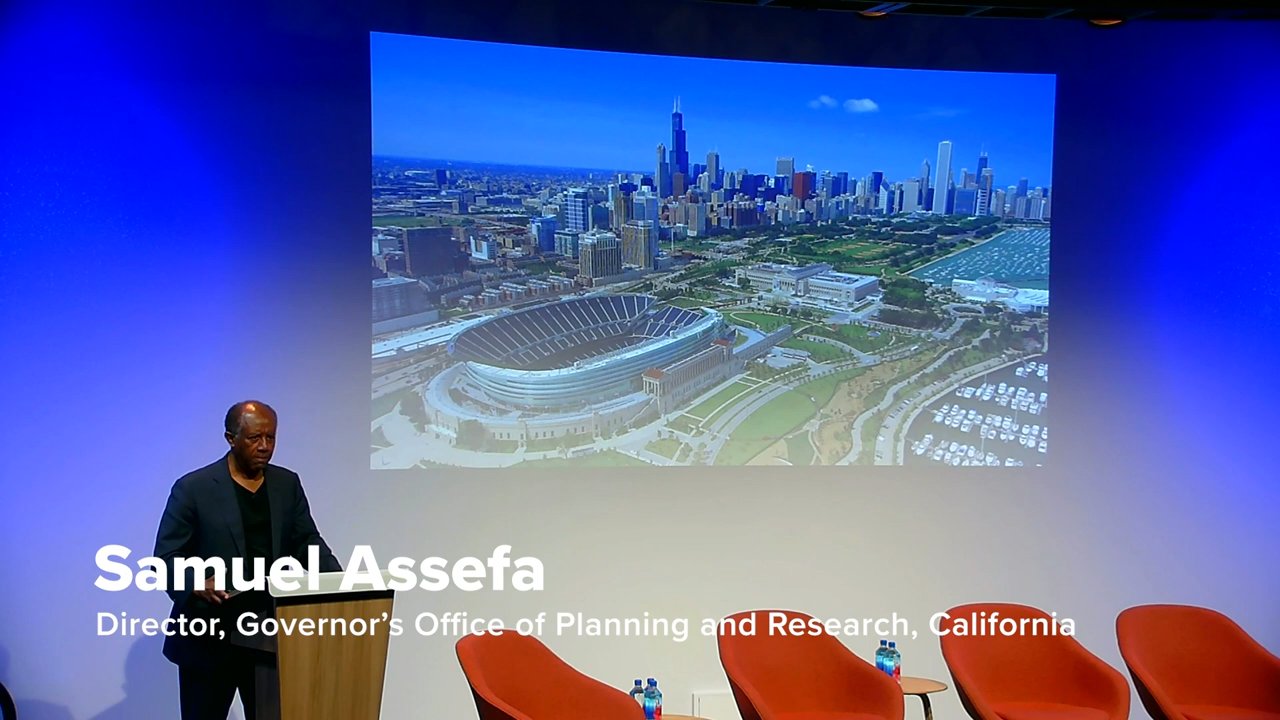 Samuel Assefa
Director, Governor’s Office of Planning and Research, California